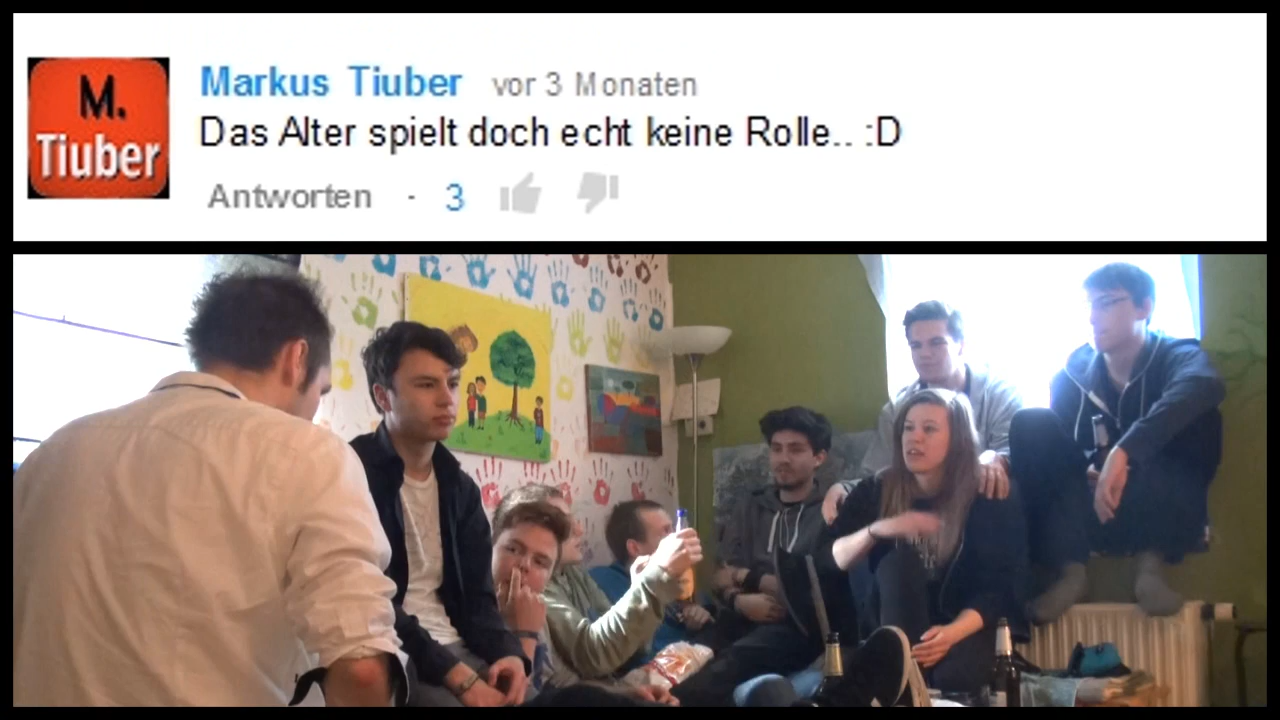 M.
Tiuber
Markus Tiuber vor 3 Monaten
Das Alter spielt doch echt keine Rolle.. :D
Antworten · 3